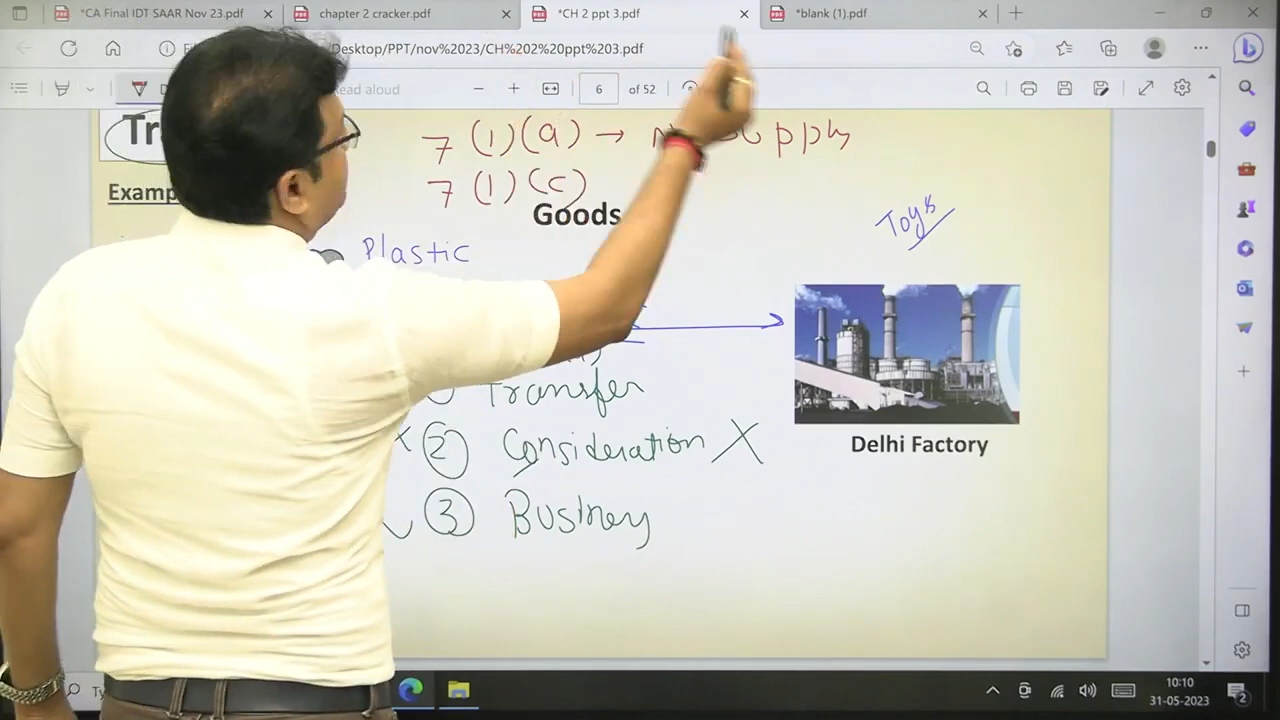 *CA Final IDT SAAR Nov 23.pdf
chapter 2 cracker.pdf
*CH 2 ppt 3.pdf
*blank (1).pdf
/Desktop/PPT/nov%2023/CH%202%20ppt%203.pdf
Read aloud
6 of 52
7 (1)(a) →
7 (1)(c)
Goods
Toys
Plastic
Transfer
② Consideration X
Delhi Factory
③ Business
10:10
31-05-2023
2